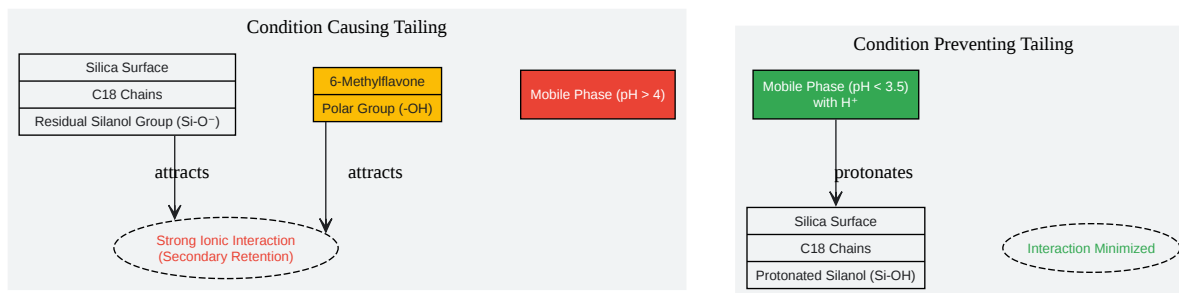 Condition Causing Tailing
Silica Surface
C18 Chains
Residual Silanol Group (Si-O⁻)
6-Methylflavone
Polar Group (-OH)
Mobile Phase (pH > 4)
attracts
attracts
Strong Ionic Interaction
(Secondary Retention)
Condition Preventing Tailing
Mobile Phase (pH < 3.5)
with H⁺
protonates
Silica Surface
C18 Chains
Protonated Silanol (Si-OH)
Interaction Minimized